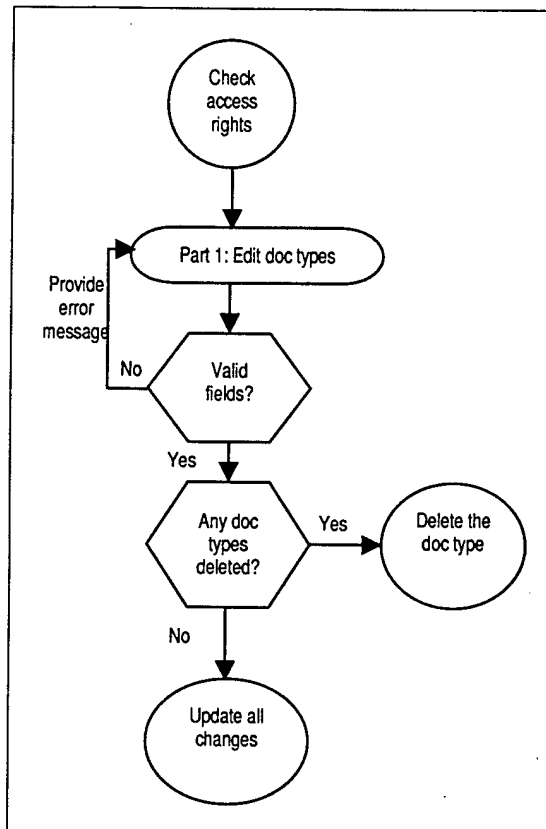 Check
access
rights
Part 1: Edit doc types
Provide
error
message
No
Valid
fields?
Yes
Any doc
types
deleted?
Yes
Delete the
doc type
No
Update all
changes